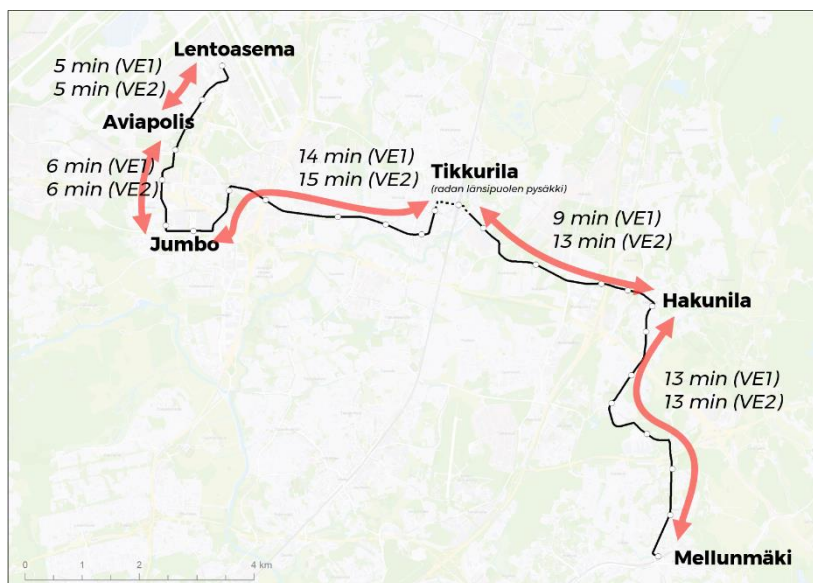 Lentoasema
5 min (VE1)
5 min (VE2)
Aviapolis
6 min (VE1)
6 min (VE2)
Jumbo
14 min (VE1)
15 min (VE2)
Tikkurila
(radan länsipuolen pysäkki)
9 min (VE1)
13 min (VE2)
Hakunila
13 min (VE1)
13 min (VE2)
Mellunmäki
0 2 4 km